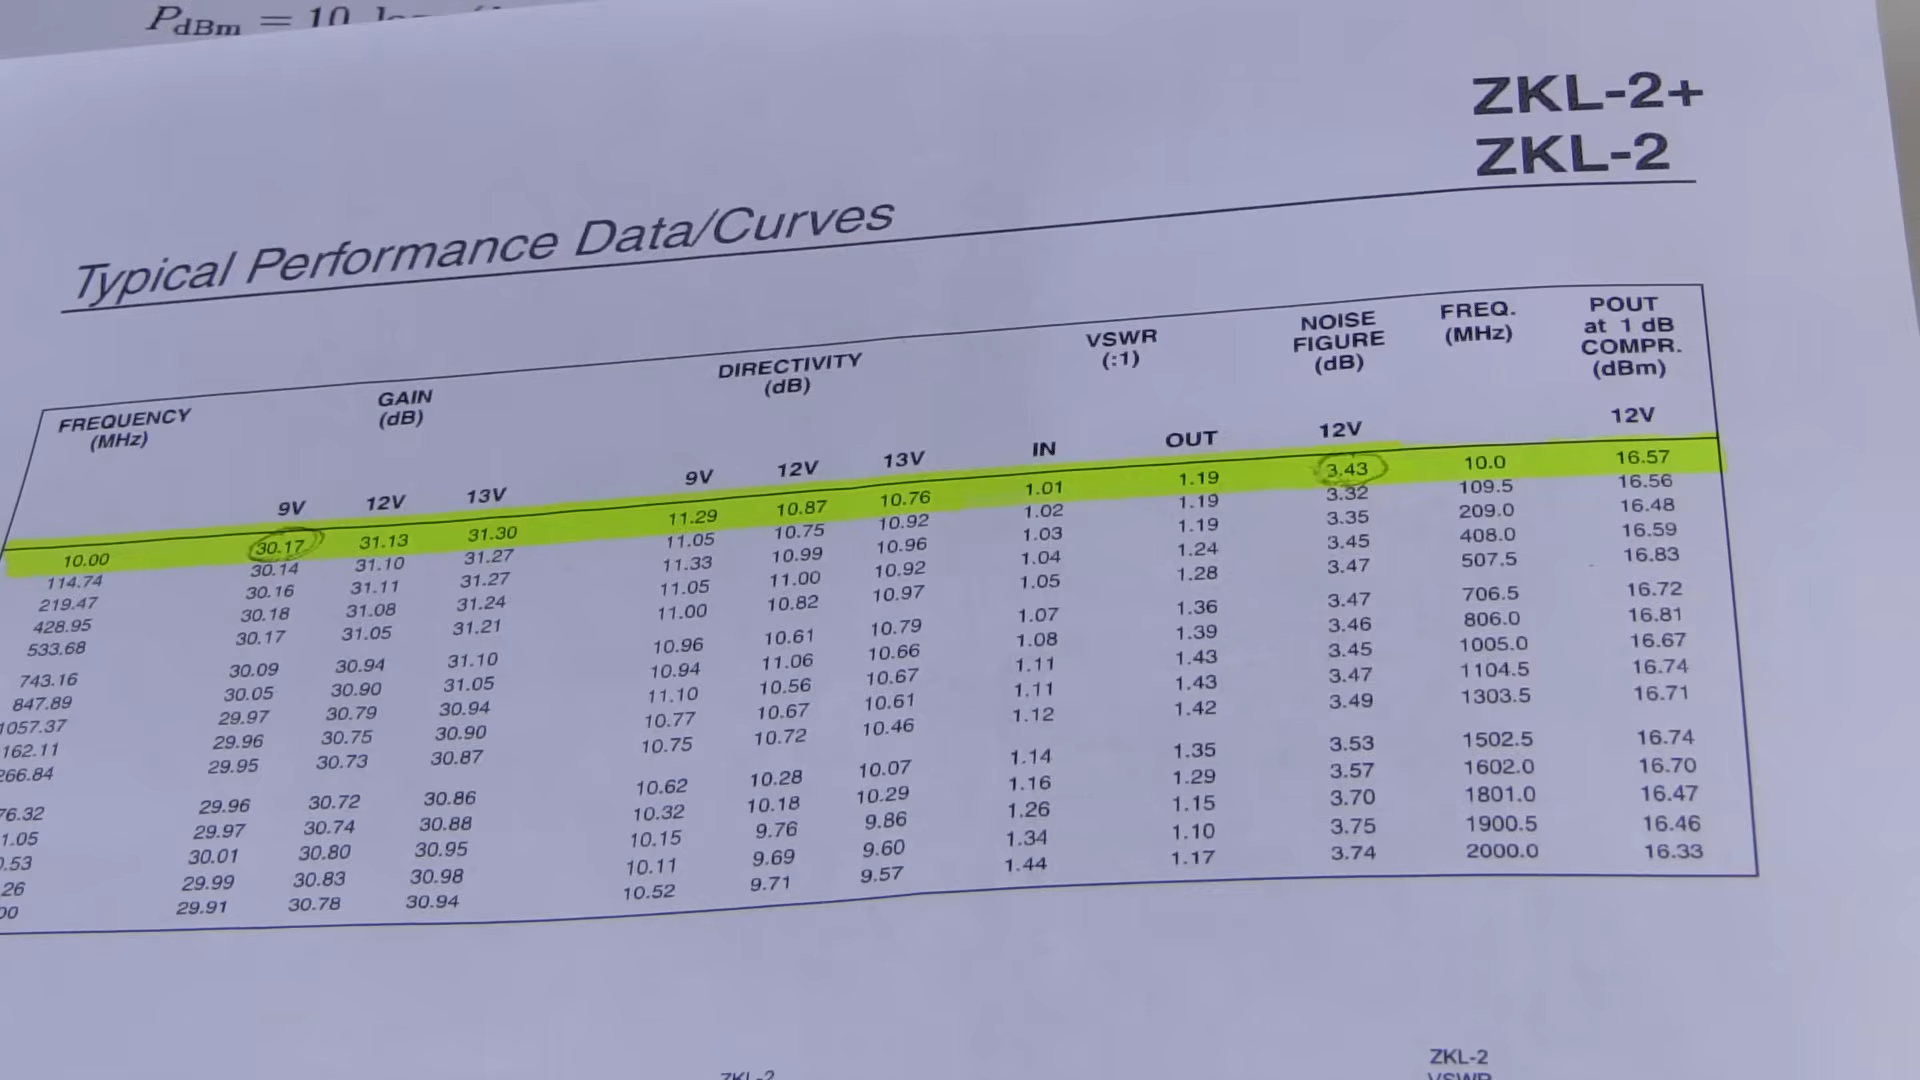 PdBm = 10
ZKL-2+
ZKL-2
Typical Performance Data/Curves
FREQUENCY (MHz) GAIN (dB) DIRECTIVITY (dB) VSWR (:1) NOISE FIGURE (dB) FREQ. (MHz) POUT at 1 dB COMPR. (dBm)
9V 12V 13V 9V 12V 13V IN OUT 12V 12V
10.00 30.17 31.13 31.30 11.29 10.87 10.76 1.01 1.19 3.43 10.0 16.57
114.74 30.14 31.10 31.27 11.05 10.75 10.92 1.02 1.19 3.32 109.5 16.56
219.47 30.16 31.11 31.27 11.33 10.99 10.96 1.03 1.19 3.35 209.0 16.48
428.95 30.18 31.08 31.24 11.05 11.00 10.92 1.04 1.24 3.45 408.0 16.59
533.68 30.17 31.05 31.21 11.00 10.82 10.97 1.05 1.28 3.47 507.5 16.83
743.16 30.09 30.94 31.10 10.96 10.61 10.79 1.07 1.36 3.47 706.5 16.72
847.89 30.05 30.90 31.05 10.94 11.06 10.66 1.08 1.39 3.46 806.0 16.81
1057.37 29.97 30.79 30.94 11.10 10.56 10.67 1.11 1.43 3.45 1005.0 16.67
162.11 29.96 30.75 30.90 10.77 10.67 10.61 1.11 1.43 3.47 1104.5 16.74
266.84 29.95 30.73 30.87 10.75 10.72 10.46 1.12 1.42 3.49 1303.5 16.71
76.32 29.96 30.72 30.86 10.62 10.28 10.07 1.14 1.35 3.53 1502.5 16.74
1.05 29.97 30.74 30.88 10.32 10.18 10.29 1.16 1.29 3.57 1602.0 16.70
.53 30.01 30.80 30.95 10.15 9.76 9.86 1.26 1.15 3.70 1801.0 16.47
26 29.99 30.83 30.98 10.11 9.69 9.60 1.34 1.10 3.75 1900.5 16.46
00 29.91 30.78 30.94 10.52 9.71 9.57 1.44 1.17 3.74 2000.0 16.33
ZKL-2 ZKL-2
VSWR